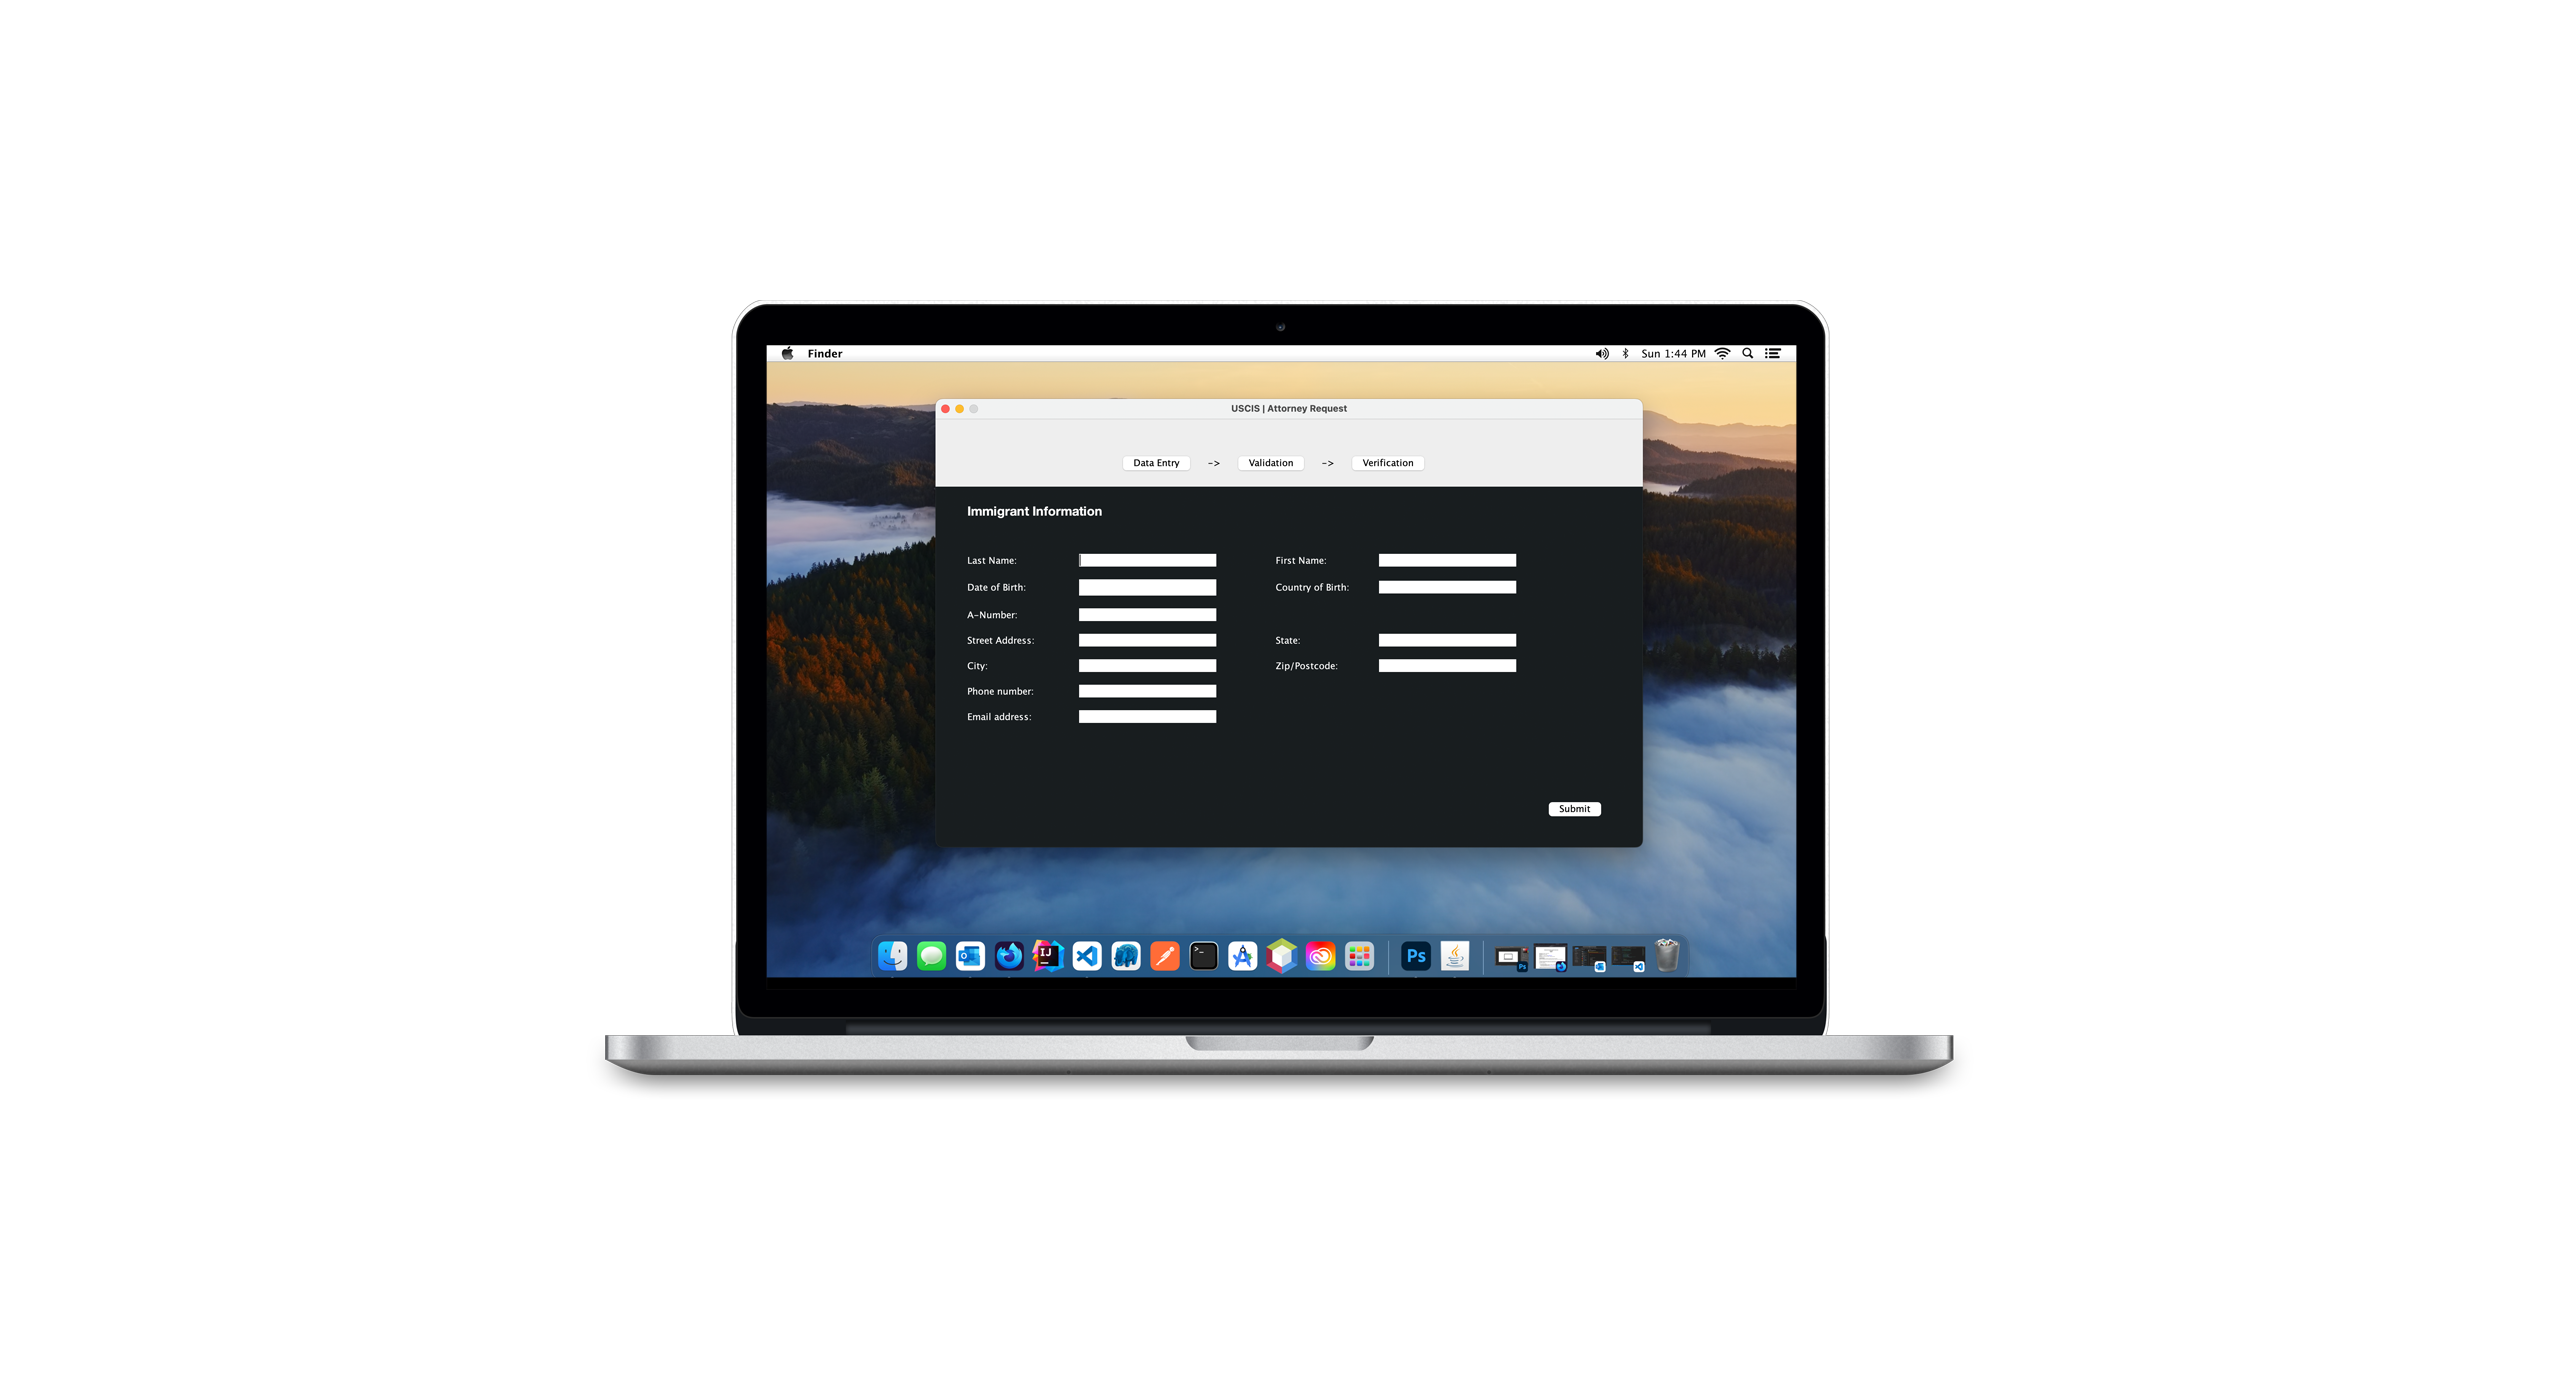 Finder Sun 1:44 PM
USCIS | Attorney Request
Data Entry -> Validation -> Verification
Immigrant Information
Last Name: First Name:
Date of Birth: Country of Birth:
A-Number:
Street Address: State:
City: Zip/Postcode:
Phone number:
Email address:
Submit
IJ >_ Ps